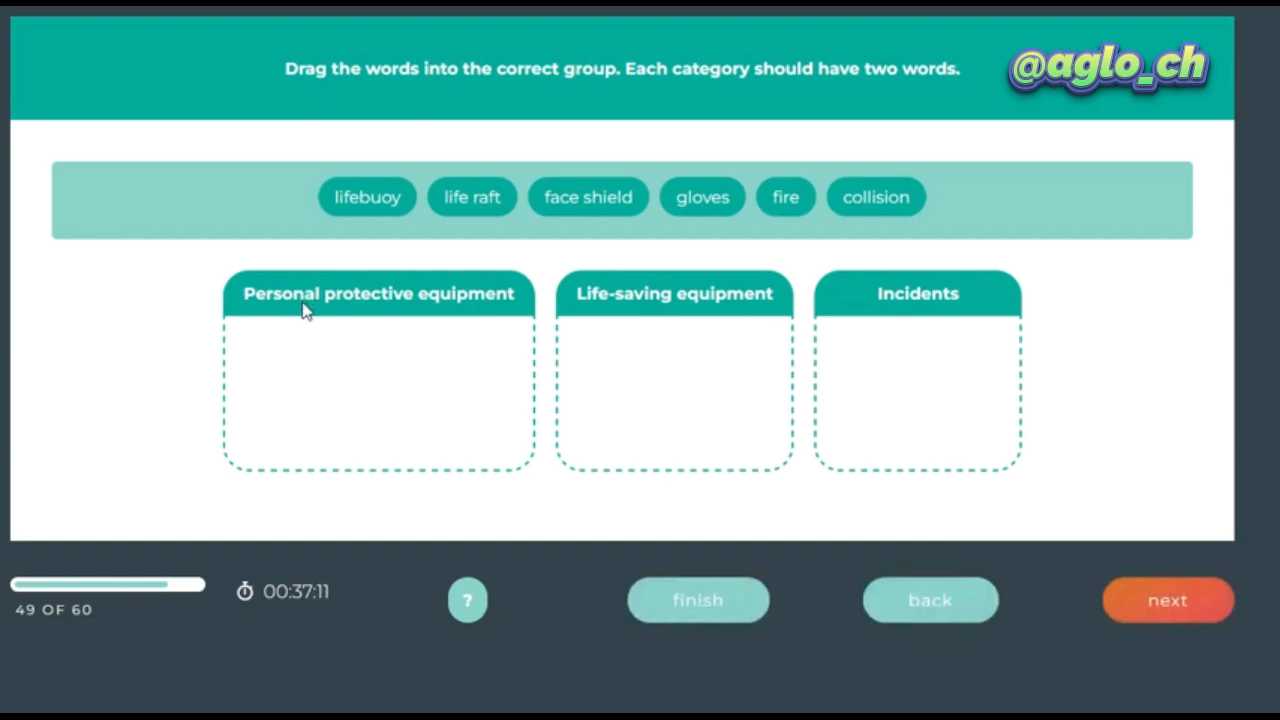 Drag the words into the correct group. Each category should have two words.
@aglo_ch
lifebuoy
life raft
face shield
gloves
fire
collision
Personal protective equipment
Life-saving equipment
Incidents
49 OF 60
00:37:11
?
finish
back
next